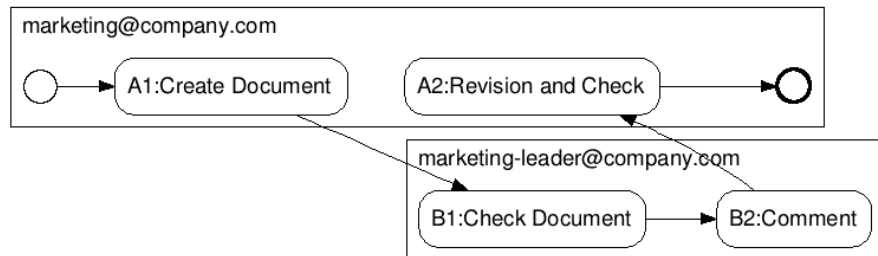 marketing@company.com
A1:Create Document
A2:Revision and Check
marketing-leader@company.com
B1:Check Document
B2:Comment